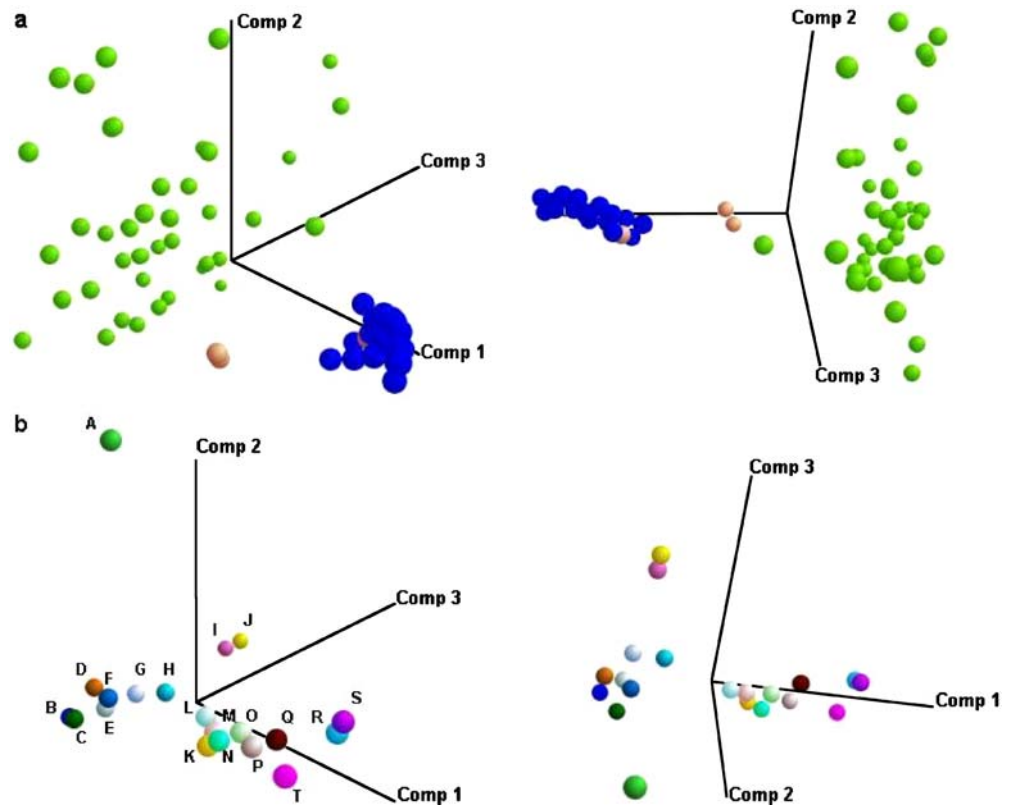 a
Comp 2
Comp 3
Comp 1
Comp 2
Comp 3
b
A
Comp 2
Comp 3
I J
D F G H
B C E
L M O Q R S
K N P T
Comp 1
Comp 3
Comp 1
Comp 2